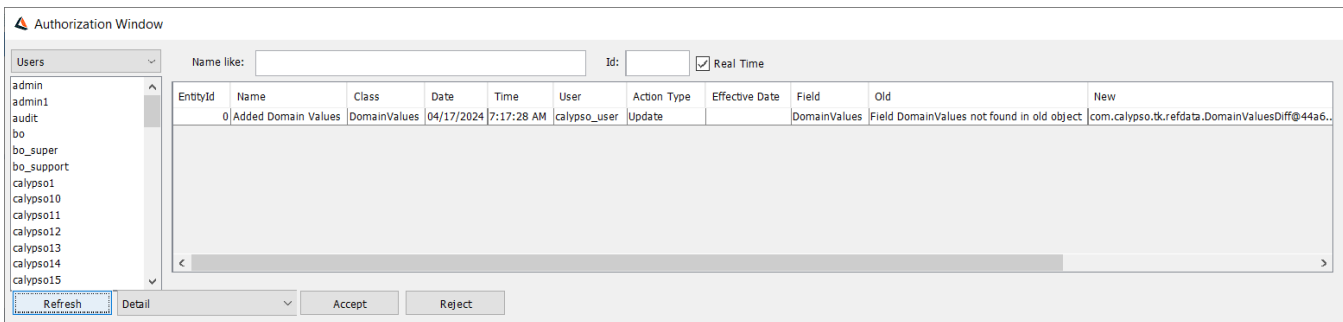 Authorization Window
Users
Name like:
Id:
Real Time
admin
admin1
audit
bo
bo_super
bo_support
calypso1
calypso10
calypso11
calypso12
calypso13
calypso14
calypso15
EntityId Name Class Date Time User Action Type Effective Date Field Old New
0 Added Domain Values DomainValues 04/17/2024 7:17:28 AM calypso_user Update DomainValues Field DomainValues not found in old object com.calypso.tk.refdata.DomainValuesDiff@44a6...
Refresh Detail Accept Reject